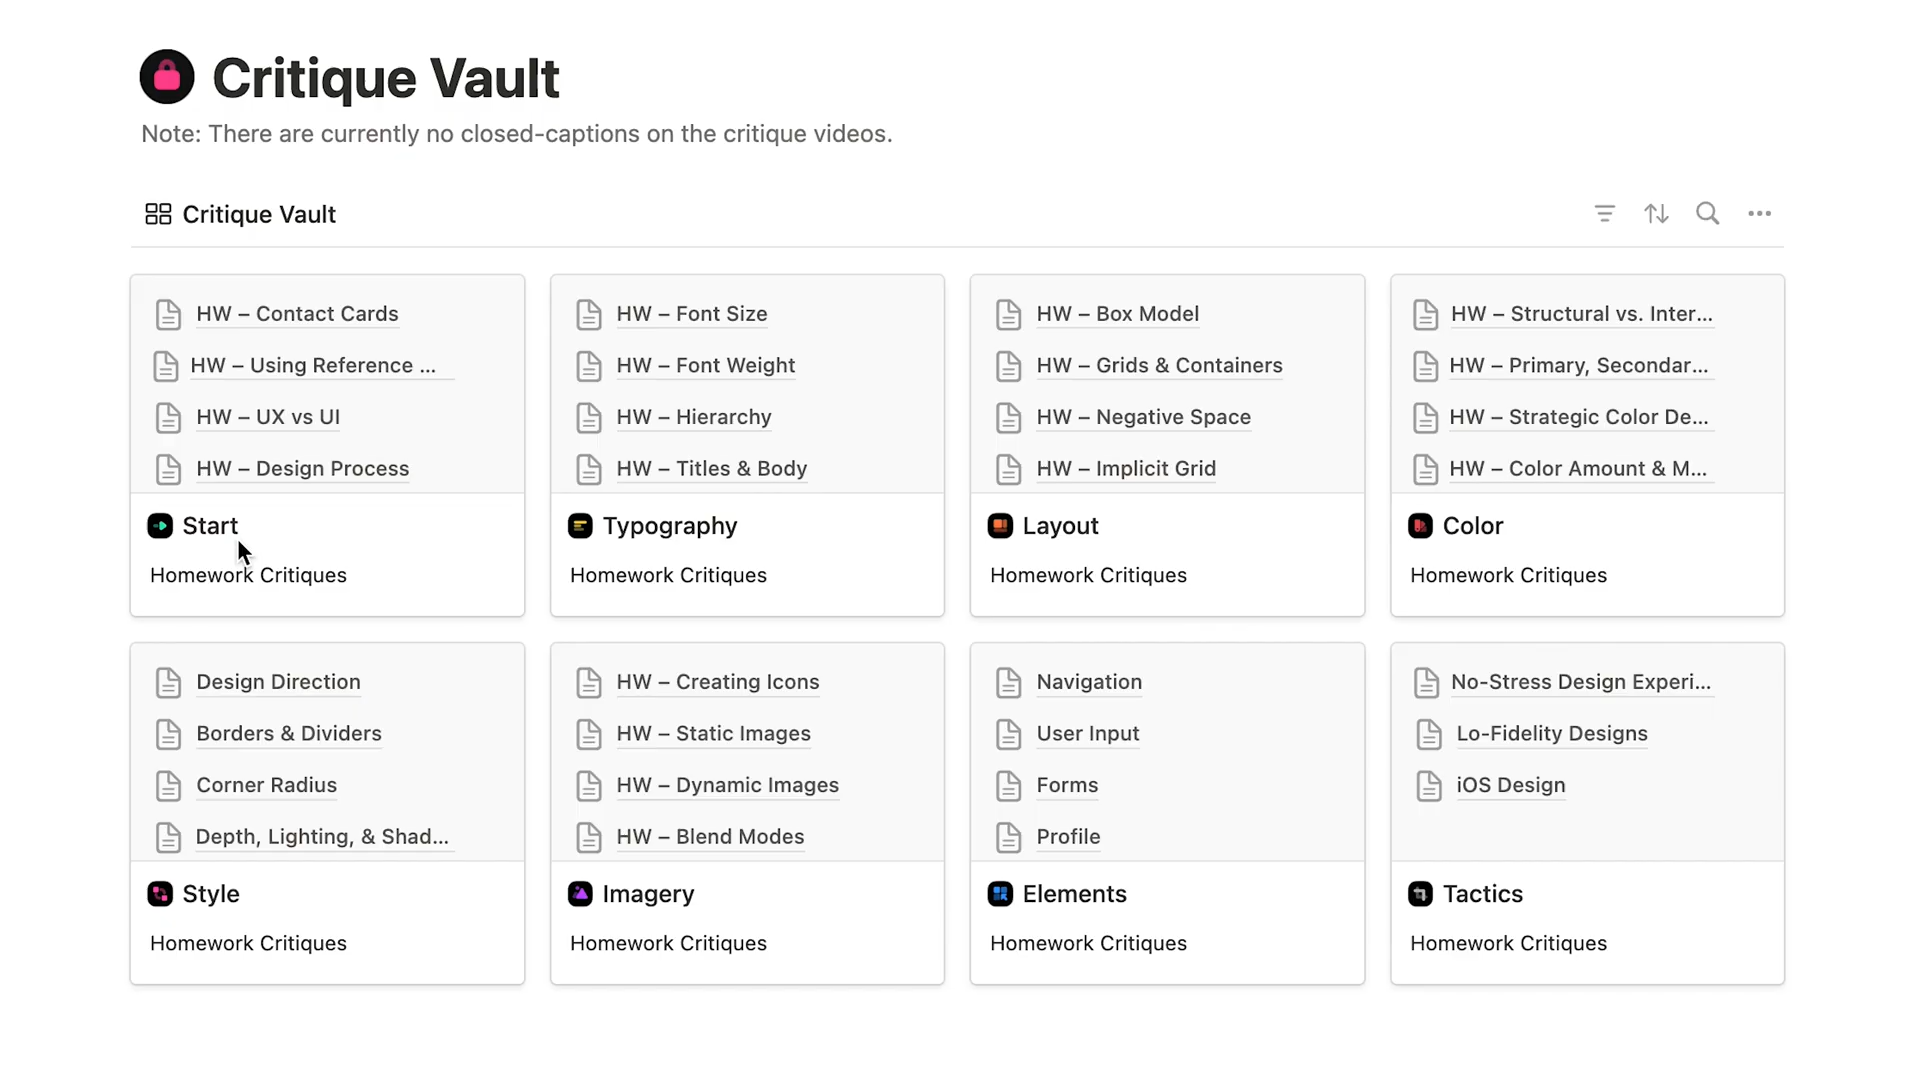 Critique Vault
Note: There are currently no closed-captions on the critique videos.
Critique Vault
HW – Contact Cards
HW – Using Reference ...
HW – UX vs UI
HW – Design Process
Start
Homework Critiques
HW – Font Size
HW – Font Weight
HW – Hierarchy
HW – Titles & Body
Typography
Homework Critiques
HW – Box Model
HW – Grids & Containers
HW – Negative Space
HW – Implicit Grid
Layout
Homework Critiques
HW – Structural vs. Inter...
HW – Primary, Secondar...
HW – Strategic Color De...
HW – Color Amount & M...
Color
Homework Critiques
Design Direction
Borders & Dividers
Corner Radius
Depth, Lighting, & Shad...
Style
Homework Critiques
HW – Creating Icons
HW – Static Images
HW – Dynamic Images
HW – Blend Modes
Imagery
Homework Critiques
Navigation
User Input
Forms
Profile
Elements
Homework Critiques
No-Stress Design Experi...
Lo-Fidelity Designs
iOS Design
Tactics
Homework Critiques